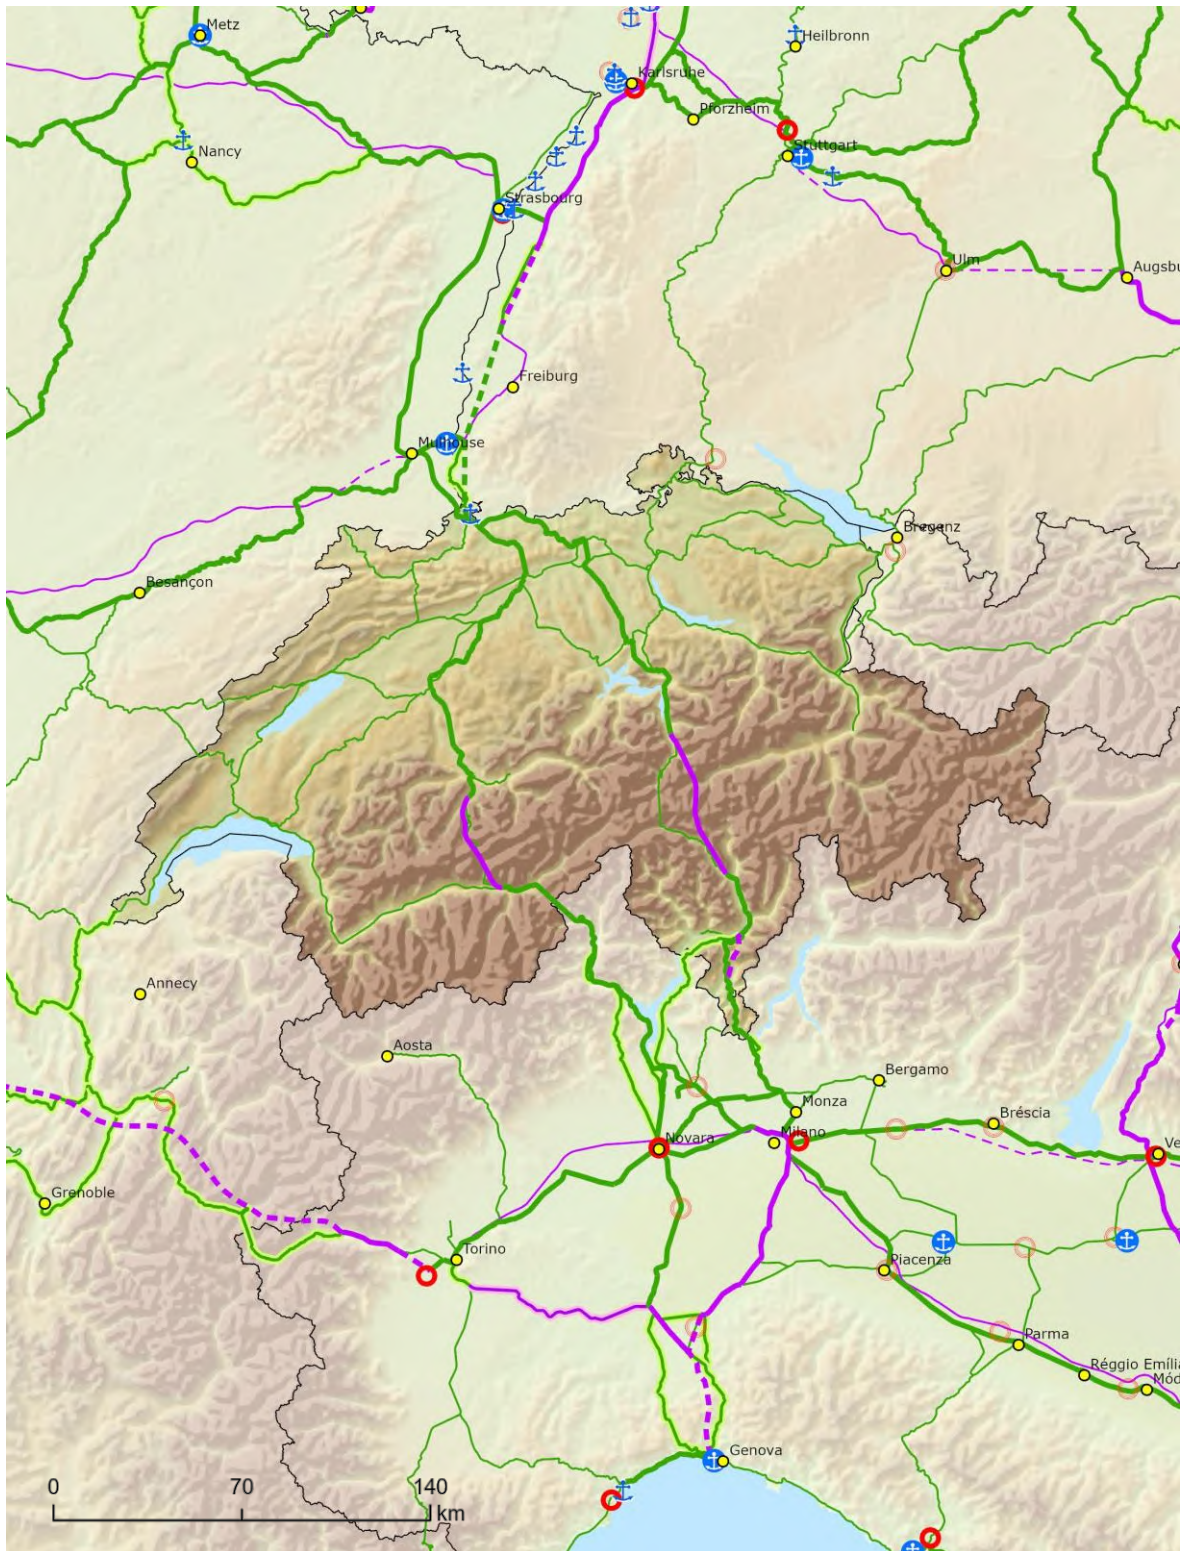 Metz
Heilbronn
Karlsruhe
Pforzheim
Nancy
Stuttgart
Strasbourg
Ulm
Augsbu
Freiburg
Mulhouse
Bregenz
Besançon
Annecy
Aosta
Bergamo
Monza
Bréscia
Novara
Milano
Ve
Grenoble
Torino
Piacenza
Parma
Réggio Emília
Mód
Genova
0 70 140
km